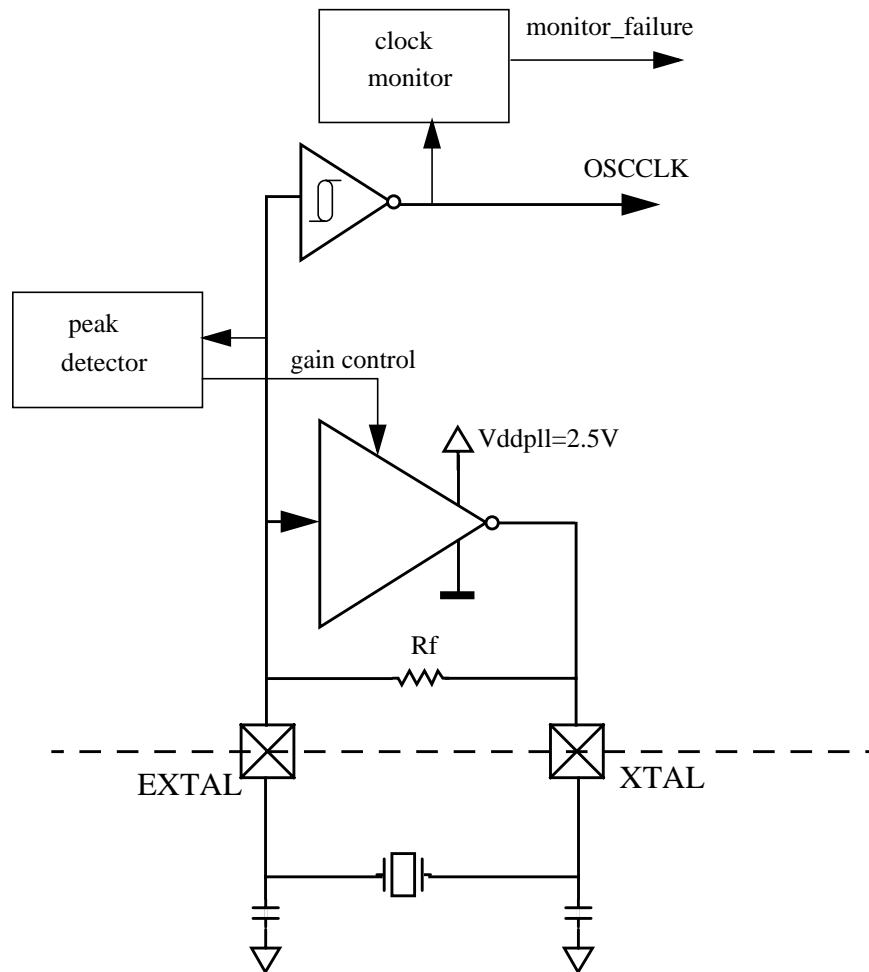 clock
monitor
monitor_failure
OSCCLK
peak
detector
gain control
Vddpll=2.5V
Rf
EXTAL
XTAL